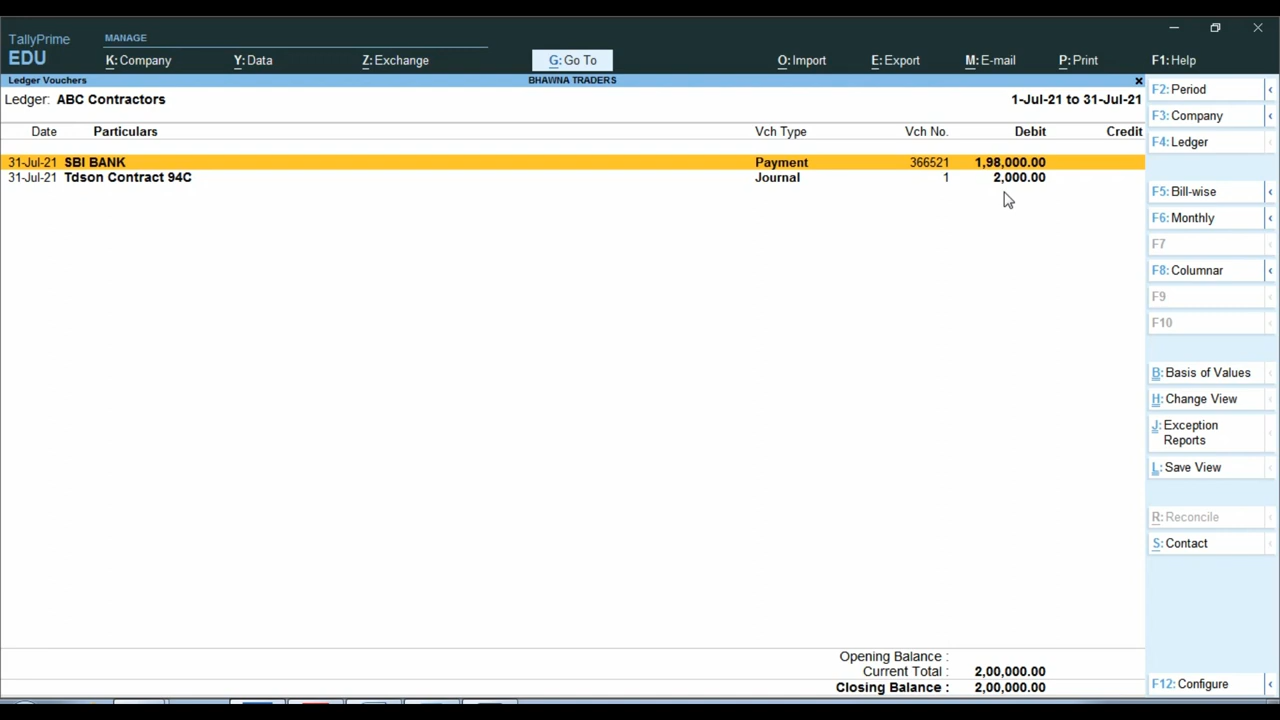 TallyPrime
EDU
MANAGE
K: Company
Y: Data
Z: Exchange
G: Go To
O: Import
E: Export
M: E-mail
P: Print
F1: Help
Ledger Vouchers
BHAWNA TRADERS
Ledger: ABC Contractors
1-Jul-21 to 31-Jul-21
Date Particulars Vch Type Vch No. Debit Credit
31-Jul-21 SBI BANK Payment 366521 1,98,000.00
31-Jul-21 Tdson Contract 94C Journal 1 2,000.00
Opening Balance :
Current Total : 2,00,000.00
Closing Balance : 2,00,000.00
F2: Period
F3: Company
F4: Ledger
F5: Bill-wise
F6: Monthly
F7
F8: Columnar
F9
F10
B: Basis of Values
H: Change View
J: Exception
Reports
L: Save View
R: Reconcile
S: Contact
F12: Configure